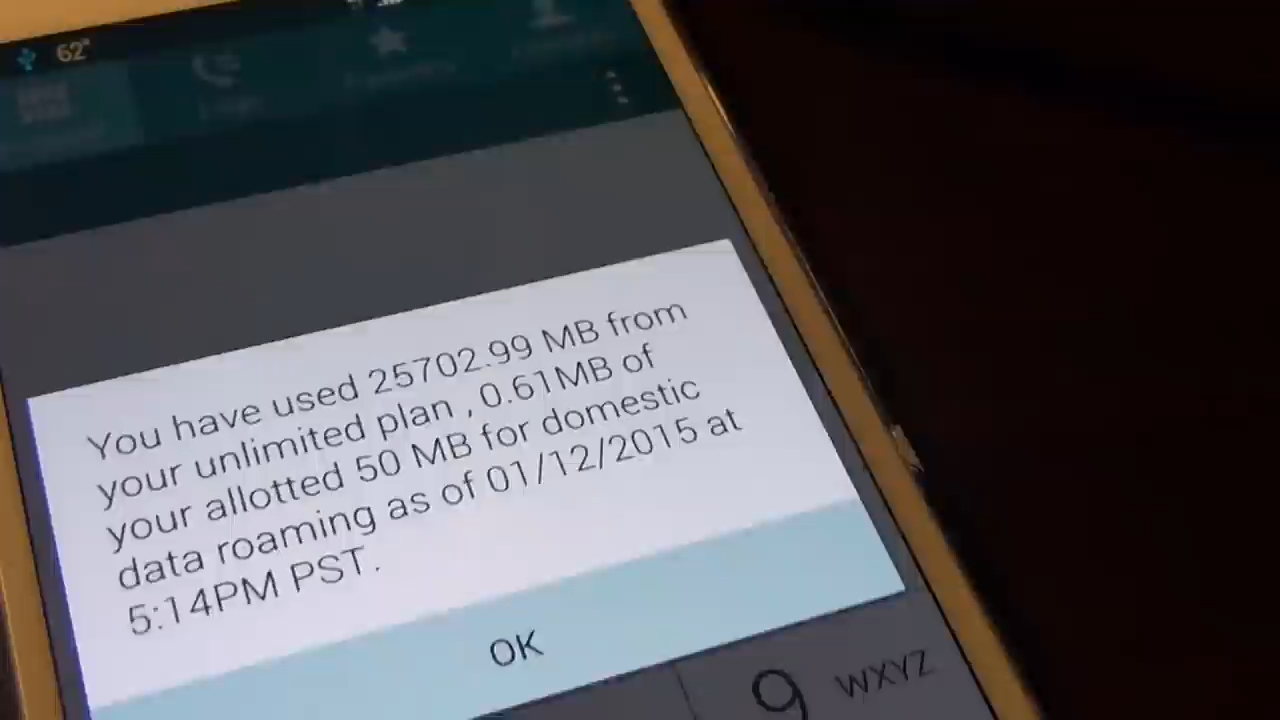 62°
You have used 25702.99 MB from
your unlimited plan , 0.61MB of
your allotted 50 MB for domestic
data roaming as of 01/12/2015 at
5:14PM PST.
OK
9 WXYZ